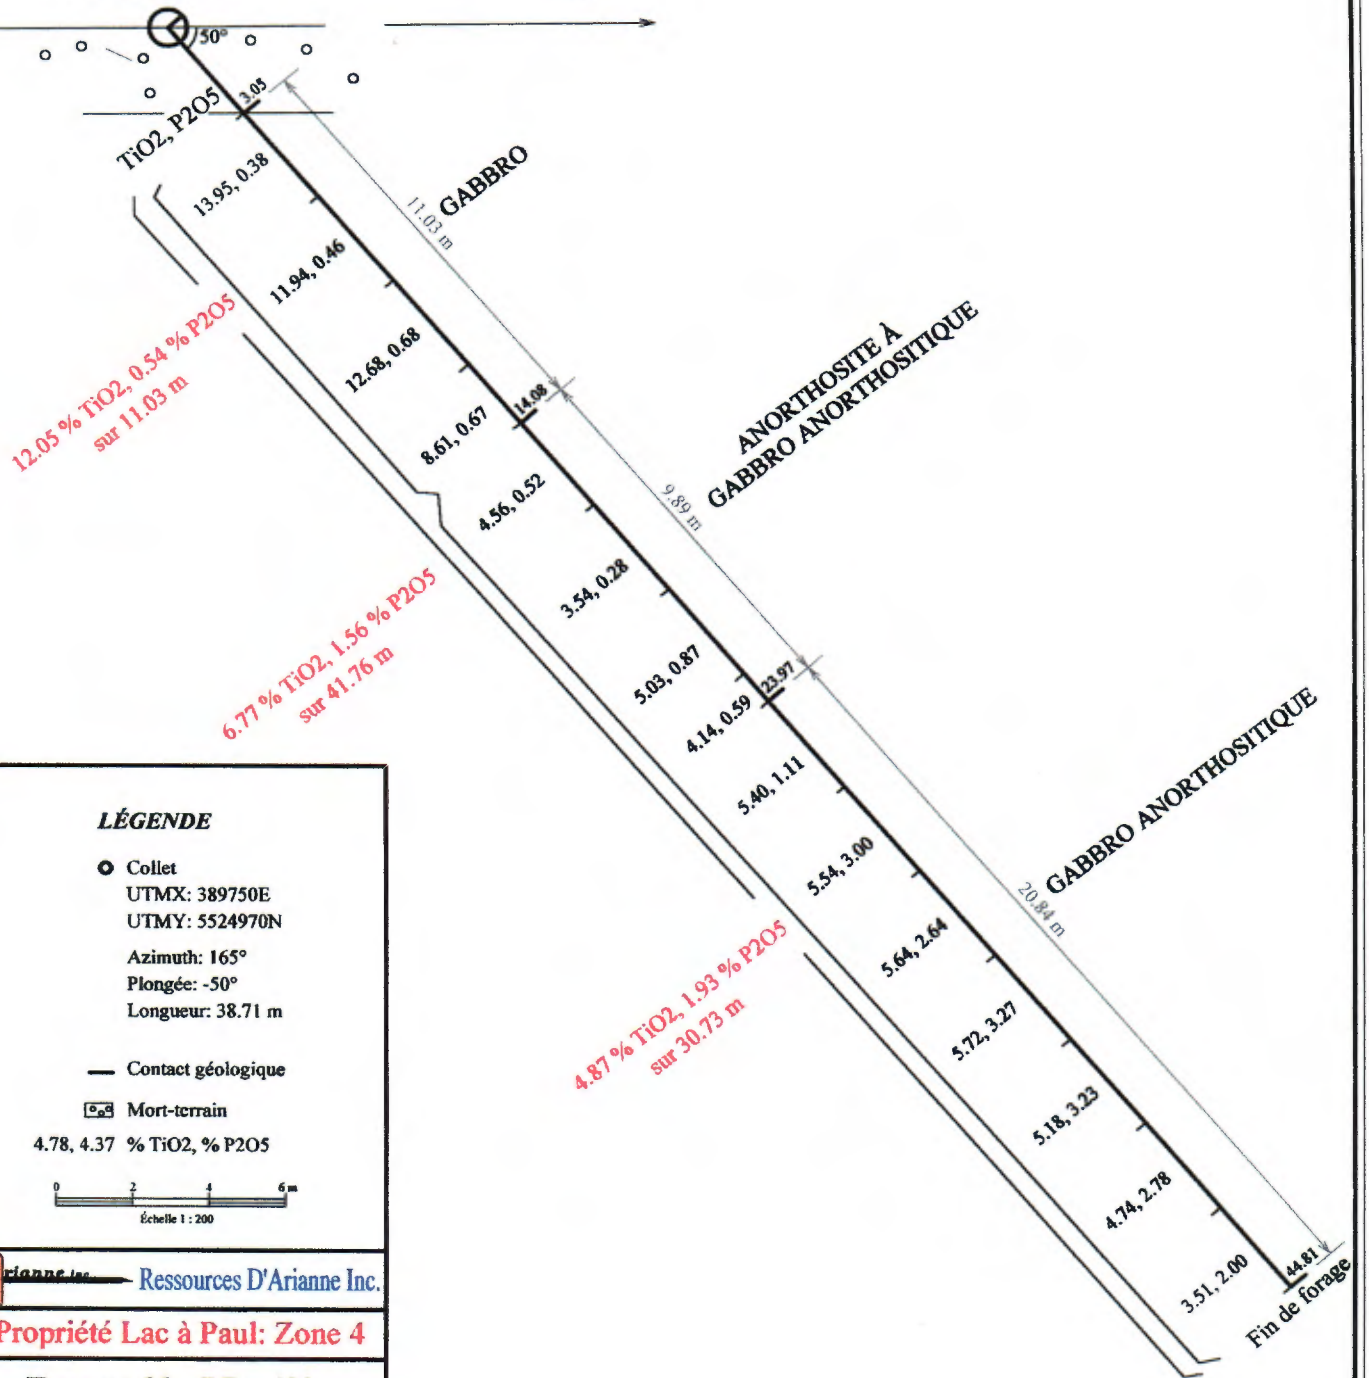 50°
3.05
TiO2, P2O5
13.95, 0.38
11.03 m
GABBRO
11.94, 0.46
12.68, 0.68
12.05 % TiO2, 0.54 % P2O5
sur 11.03 m
14.08
8.61, 0.67
ANORTHOSITE À
GABBRO ANORTHOSITIQUE
9.89 m
4.56, 0.52
3.54, 0.28
6.77 % TiO2, 1.56 % P2O5
sur 41.76 m
5.03, 0.87
23.97
4.14, 0.59
5.40, 1.11
GABBRO ANORTHOSITIQUE
20.84 m
5.54, 3.00
5.64, 2.64
4.87 % TiO2, 1.93 % P2O5
sur 30.73 m
5.72, 3.27
5.18, 3.23
4.74, 2.78
3.51, 2.00
44.81
Fin de forage
LÉGENDE
Collet
UTMX: 389750E
UTMY: 5524970N
Azimuth: 165°
Plongée: -50°
Longueur: 38.71 m
Contact géologique
Mort-terrain
4.78, 4.37 % TiO2, % P2O5
0 2 4 6 m
Échelle 1 : 200
Ressources D'Arianne Inc.
Propriété Lac à Paul: Zone 4